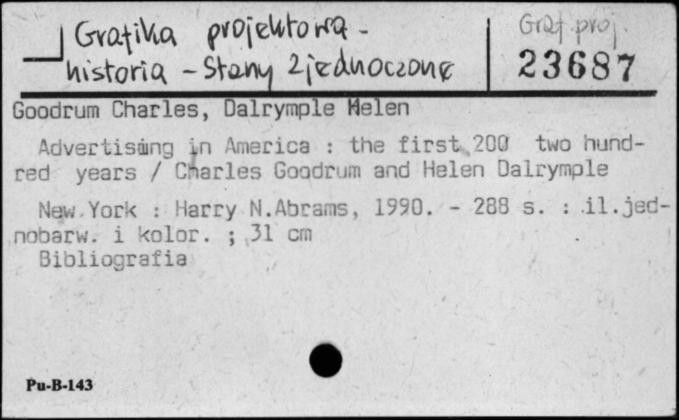 Grafika projektowa -
historia - Stany Zjednoczone
Graf. proj.
23687
Goodrum Charles, Dalrymple Helen
Advertising in America : the first 200 two hund-
red years / Charles Goodrum and Helen Dalrymple
New York : Harry N.Abrams, 1990. - 288 s. : il.jed-
nobarw. i kolor. ; 31 cm
Bibliografia
Pu-B-143